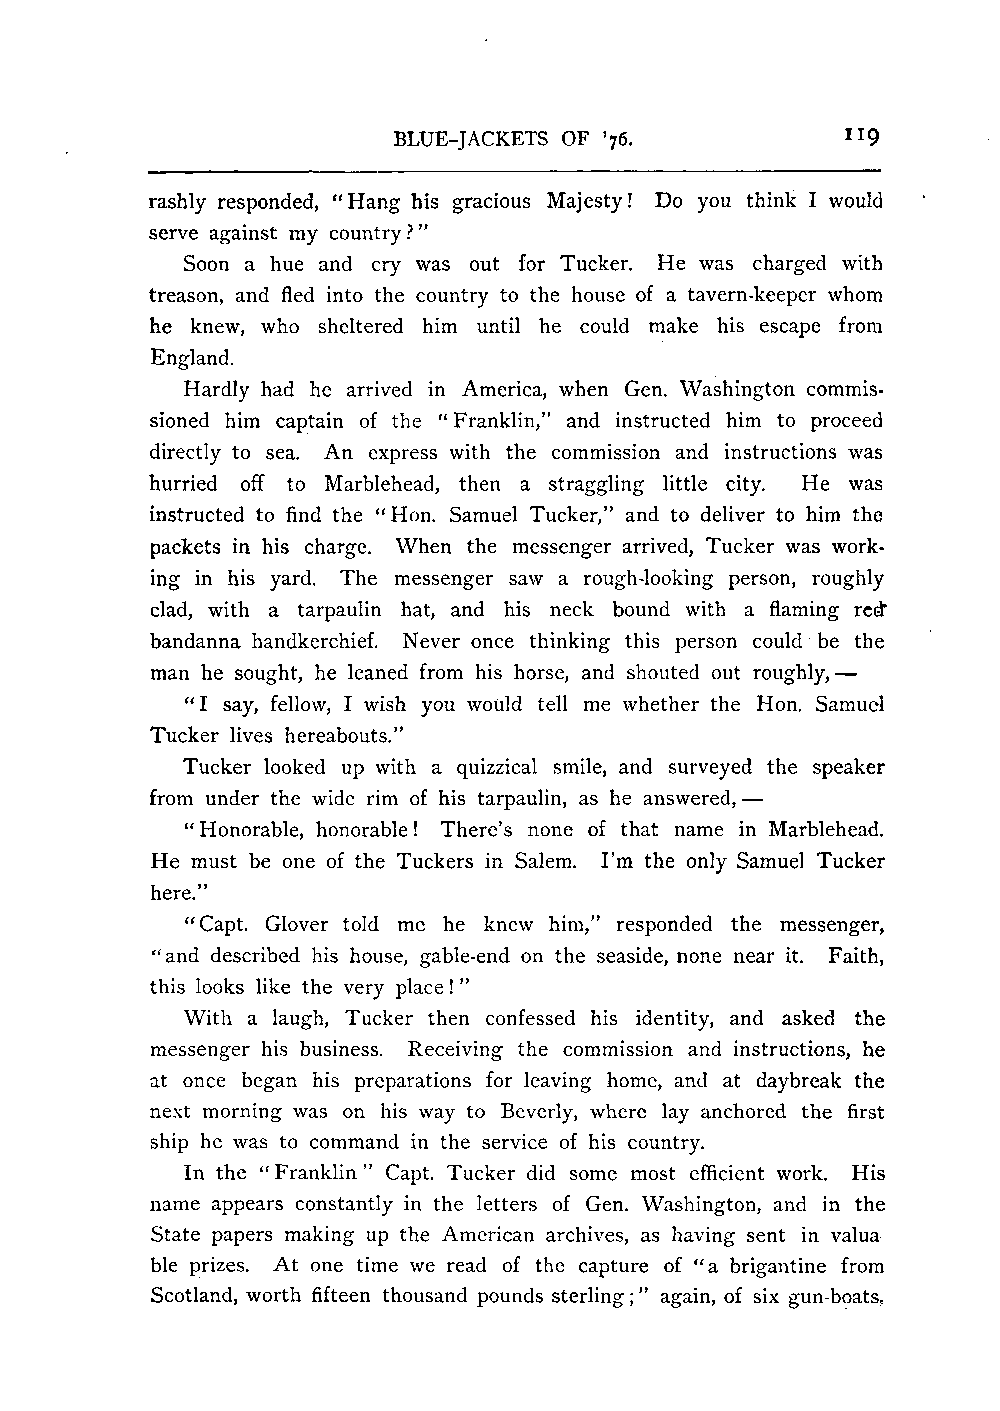 BLUE-JACKETS OF '76. 119
rashly responded, "Hang his gracious Majesty! Do you think I would
serve against my country?"
Soon a hue and cry was out for Tucker. He was charged with
treason, and fled into the country to the house of a tavern-keeper whom
he knew, who sheltered him until he could make his escape from
England.
Hardly had he arrived in America, when Gen. Washington commis-
sioned him captain of the "Franklin," and instructed him to proceed
directly to sea. An express with the commission and instructions was
hurried off to Marblehead, then a straggling little city. He was
instructed to find the "Hon. Samuel Tucker," and to deliver to him the
packets in his charge. When the messenger arrived, Tucker was work-
ing in his yard. The messenger saw a rough-looking person, roughly
clad, with a tarpaulin hat, and his neck bound with a flaming red
bandanna handkerchief. Never once thinking this person could be the
man he sought, he leaned from his horse, and shouted out roughly,—
"I say, fellow, I wish you would tell me whether the Hon. Samuel
Tucker lives hereabouts."
Tucker looked up with a quizzical smile, and surveyed the speaker
from under the wide rim of his tarpaulin, as he answered,—
"Honorable, honorable! There's none of that name in Marblehead.
He must be one of the Tuckers in Salem. I'm the only Samuel Tucker
here."
"Capt. Glover told me he knew him," responded the messenger,
"and described his house, gable-end on the seaside, none near it. Faith,
this looks like the very place!"
With a laugh, Tucker then confessed his identity, and asked the
messenger his business. Receiving the commission and instructions, he
at once began his preparations for leaving home, and at daybreak the
next morning was on his way to Beverly, where lay anchored the first
ship he was to command in the service of his country.
In the "Franklin" Capt. Tucker did some most efficient work. His
name appears constantly in the letters of Gen. Washington, and in the
State papers making up the American archives, as having sent in valua
ble prizes. At one time we read of the capture of "a brigantine from
Scotland, worth fifteen thousand pounds sterling;" again, of six gun-boats,